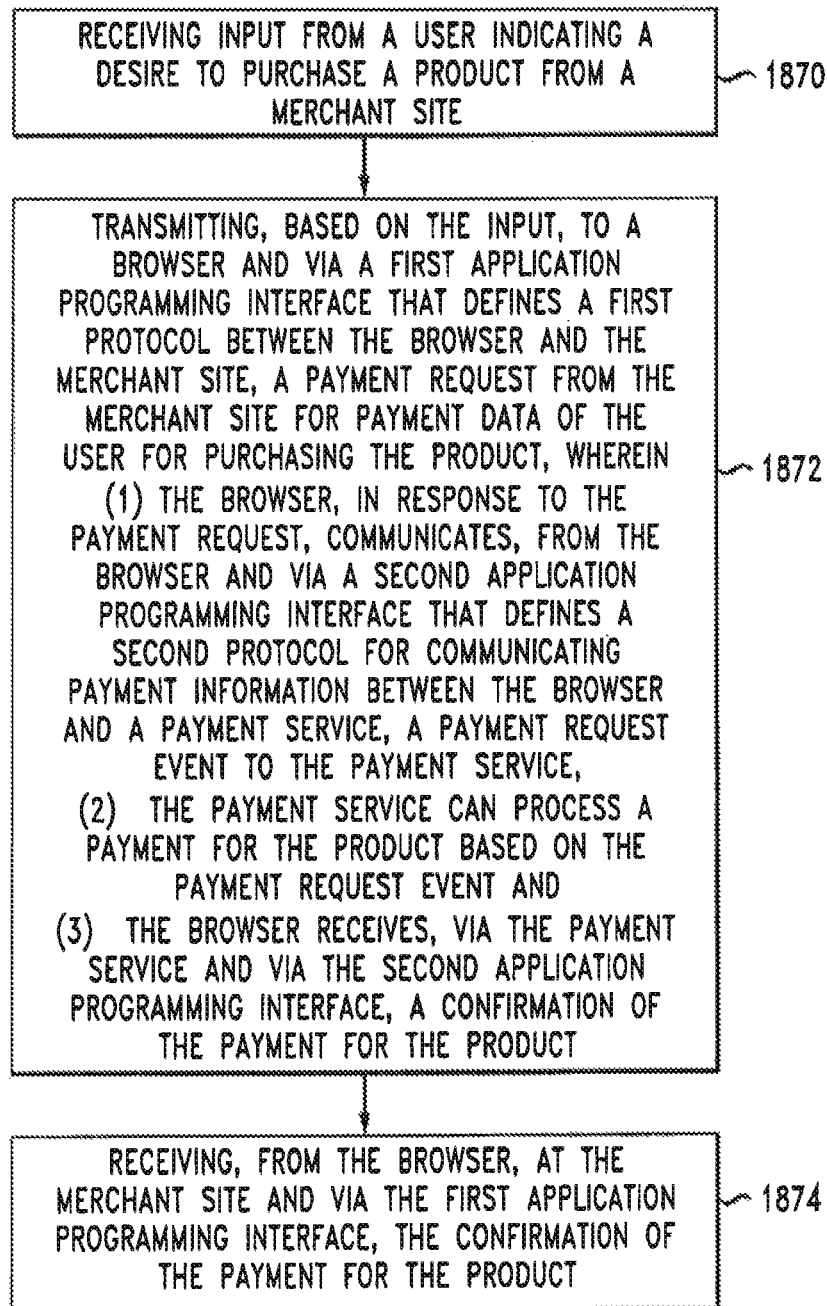 RECEIVING INPUT FROM A USER INDICATING A
DESIRE TO PURCHASE A PRODUCT FROM A
MERCHANT SITE
1870
TRANSMITTING, BASED ON THE INPUT, TO A
BROWSER AND VIA A FIRST APPLICATION
PROGRAMMING INTERFACE THAT DEFINES A FIRST
PROTOCOL BETWEEN THE BROWSER AND THE
MERCHANT SITE, A PAYMENT REQUEST FROM THE
MERCHANT SITE FOR PAYMENT DATA OF THE
USER FOR PURCHASING THE PRODUCT, WHEREIN
(1) THE BROWSER, IN RESPONSE TO THE
PAYMENT REQUEST, COMMUNICATES, FROM THE
BROWSER AND VIA A SECOND APPLICATION
PROGRAMMING INTERFACE THAT DEFINES A
SECOND PROTOCOL FOR COMMUNICATING
PAYMENT INFORMATION BETWEEN THE BROWSER
AND A PAYMENT SERVICE, A PAYMENT REQUEST
EVENT TO THE PAYMENT SERVICE,
(2) THE PAYMENT SERVICE CAN PROCESS A
PAYMENT FOR THE PRODUCT BASED ON THE
PAYMENT REQUEST EVENT AND
(3) THE BROWSER RECEIVES, VIA THE PAYMENT
SERVICE AND VIA THE SECOND APPLICATION
PROGRAMMING INTERFACE, A CONFIRMATION OF
THE PAYMENT FOR THE PRODUCT
1872
RECEIVING, FROM THE BROWSER, AT THE
MERCHANT SITE AND VIA THE FIRST APPLICATION
PROGRAMMING INTERFACE, THE CONFIRMATION OF
THE PAYMENT FOR THE PRODUCT
1874